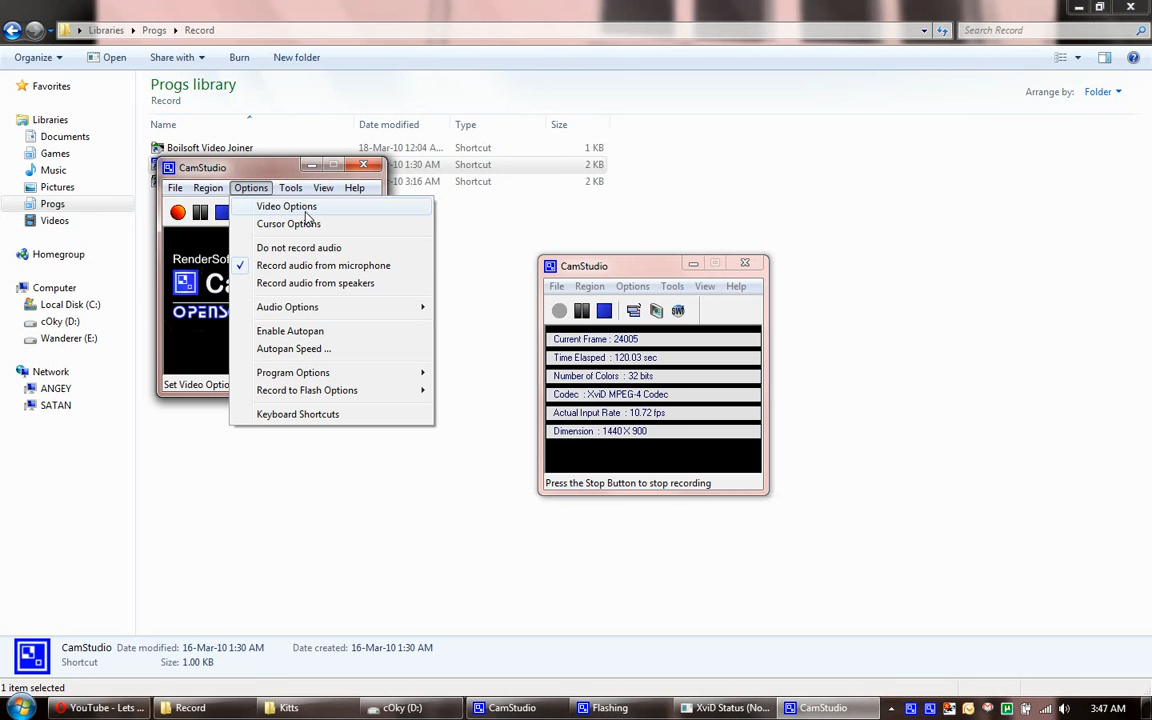 Libraries
Progs
Record
Search Record
Organize
Open
Share with
Burn
New folder
Favorites
Libraries
Documents
Games
Music
Pictures
Progs
Videos
Homegroup
Computer
Local Disk (C:)
cOky (D:)
Wanderer (E:)
Network
ANGEY
SATAN
Progs library
Record
Arrange by: Folder
Name
Date modified
Type
Size
Boilsoft Video Joiner
18-Mar-10 12:04 A...
Shortcut
1 KB
1:30 AM
Shortcut
2 KB
3:16 AM
Shortcut
2 KB
CamStudio
File
Region
Options
Tools
View
Help
RenderSof
Set Video Optio
Video Options
Cursor Options
Do not record audio
Record audio from microphone
Record audio from speakers
Audio Options
Enable Autopan
Autopan Speed ...
Program Options
Record to Flash Options
Keyboard Shortcuts
CamStudio
File
Region
Options
Tools
View
Help
Current Frame : 24005
Time Elasped : 120.03 sec
Number of Colors : 32 bits
Codec : XviD MPEG-4 Codec
Actual Input Rate : 10.72 fps
Dimension : 1440 X 900
Press the Stop Button to stop recording
CamStudio
Date modified: 16-Mar-10 1:30 AM
Date created: 16-Mar-10 1:30 AM
Shortcut
Size: 1.00 KB
1 item selected
YouTube - Lets ...
Record
Kitts
cOky (D:)
CamStudio
Flashing
XviD Status (No...
CamStudio
3:47 AM